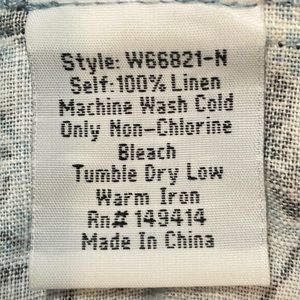 Style: W66821-N
Self:100% Linen
Machine Wash Cold
Only Non-Chlorine
Bleach
Tumble Dry Low
Warm Iron
Rn# 149414
Made In China